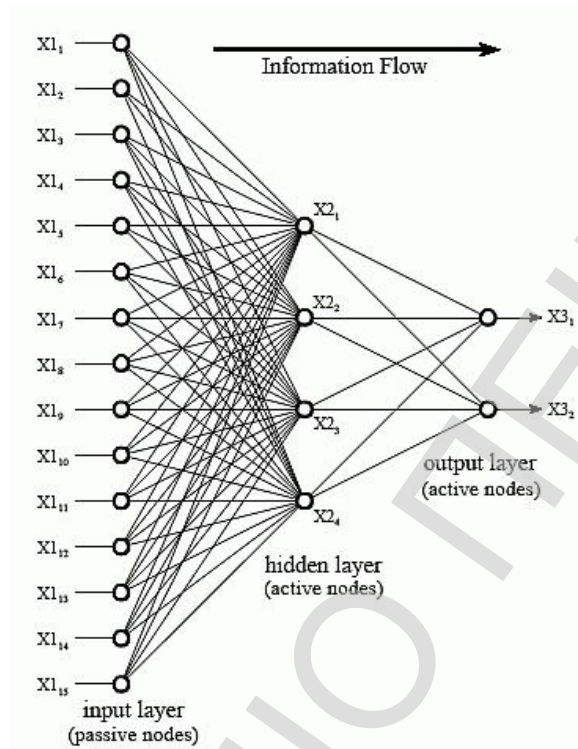 Information Flow
X1₁
X1₂
X1₃
X1₄
X1₅
X1₆
X1₇
X1₈
X1₉
X1₁₀
X1₁₁
X1₁₂
X1₁₃
X1₁₄
X1₁₅
input layer
(passive nodes)
X2₁
X2₂
X2₃
X2₄
hidden layer
(active nodes)
X3₁
X3₂
output layer
(active nodes)